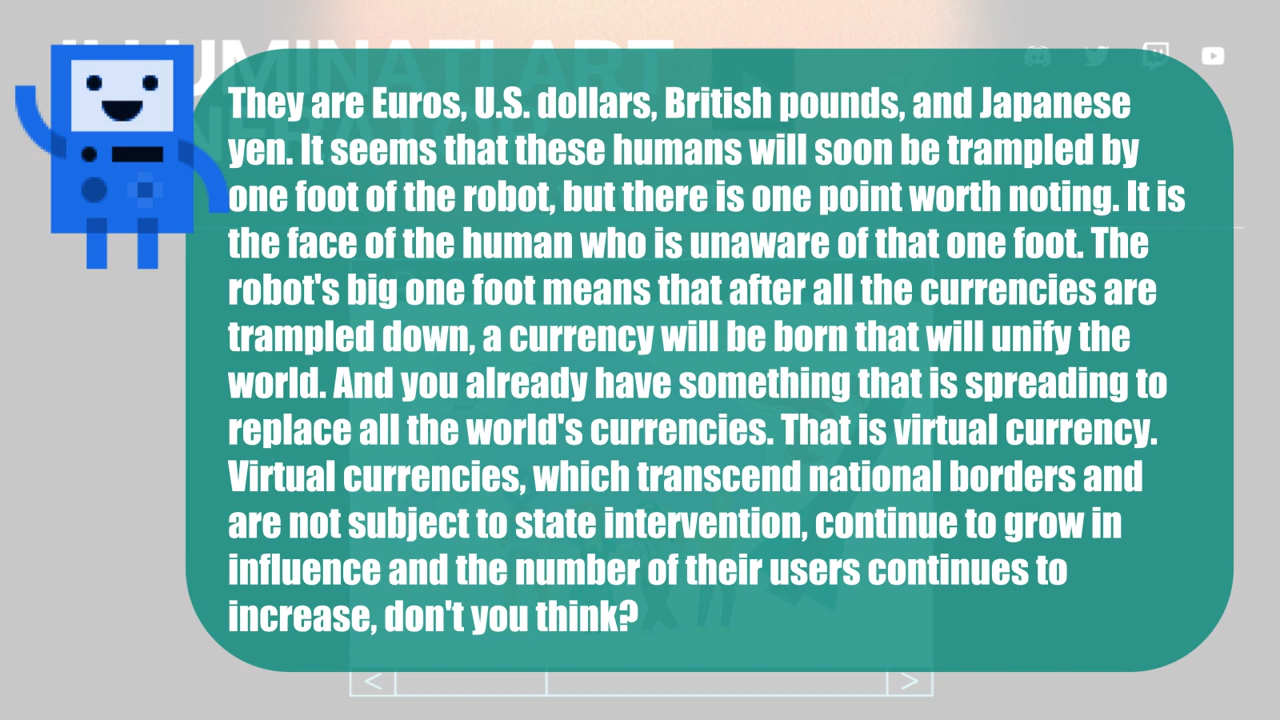 ILLUMINATI ART
They are Euros, U.S. dollars, British pounds, and Japanese
yen. It seems that these humans will soon be trampled by
one foot of the robot, but there is one point worth noting. It is
the face of the human who is unaware of that one foot. The
robot's big one foot means that after all the currencies are
trampled down, a currency will be born that will unify the
world. And you already have something that is spreading to
replace all the world's currencies. That is virtual currency.
Virtual currencies, which transcend national borders and
are not subject to state intervention, continue to grow in
influence and the number of their users continues to
increase, don't you think?
< >